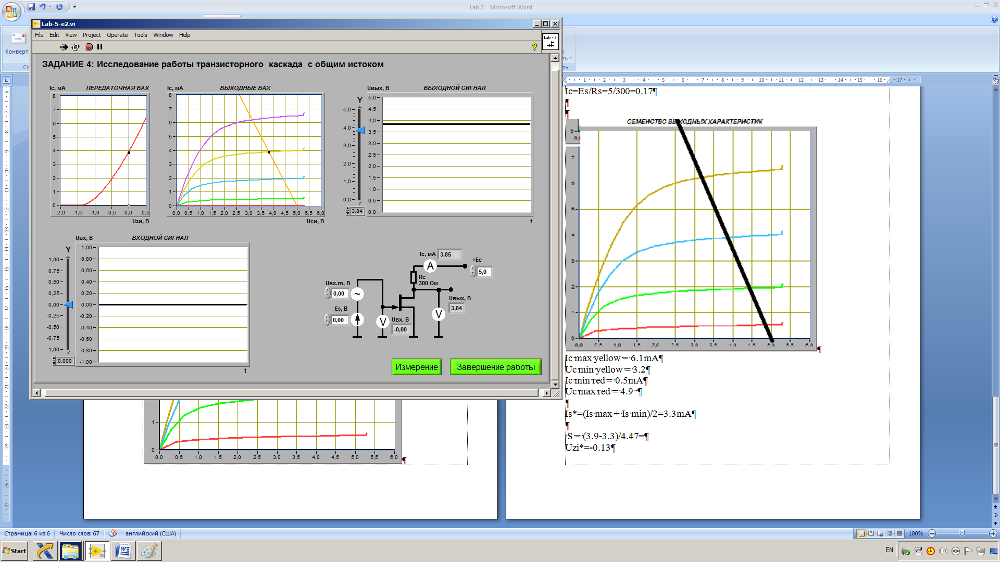 Lab 2 - Microsoft Word
Lab-5-e2.vi
File Edit View Project Operate Tools Window Help
Lab - 5
Конверты
ЗАДАНИЕ 4: Исследование работы транзисторного каскада с общим истоком
Iс, мА ПЕРЕДАТОЧНАЯ ВАХ
8
7
6
5
4
3
2
1
0
-2,0 -1,5 -1,0 -0,5 0,0 0,5
Uзи, В
Iс, мА ВЫХОДНЫЕ ВАХ
8
7
6
5
4
3
2
1
0
0,0 0,5 1,0 1,5 2,0 2,5 3,0 3,5 4,0 4,5 5,0 5,5 6,0
Uси, В
Y
5,0
4,0
3,0
2,0
1,0
0,0
3,84
Uвых, В ВЫХОДНОЙ СИГНАЛ
5,0
4,5
4,0
3,5
3,0
2,5
2,0
1,5
1,0
0,5
0,0
t
Y
1,00
0,75
0,50
0,25
0,00
-0,25
-0,50
-0,75
-1,00
0,000
Uвх, В ВХОДНОЙ СИГНАЛ
1,00
0,80
0,60
0,40
0,20
0,00
-0,20
-0,40
-0,60
-0,80
-1,00
t
Iс, мА 3,85
+Eс
5,0
A
Rс
300 Ом
Uвх.m, В
0,00
~
Eз, В
0,00
V
Uвх, В
-0,00
V
Uвых, В
3,84
Измерение
Завершение работы
1
0
0,0 0,5 1,0 1,5 2,0 2,5 3,0 3,5 4,0 4,5 5,0 5,5 6,0
Ic=Es/Rs=5/300=0.17¶
¶
¶
СЕМЕЙСТВО ВЫХОДНЫХ ХАРАКТЕРИСТИК
Ic·max·yellow·=·6.1mA¶
Uc·min·yellow·=·3.2¶
Ic·min·red·=·0.5mA¶
Uc·max·red·=·4.9··¶
¶
Is*=(Is·max·+·Is·min)/2=3.3mA¶
¶
·S·=·(3.9-3.3)/4.47=¶
Uzi*=-0.13¶
Страница: 6 из 6 Число слов: 67 английский (США)
100%
Start
18
EN